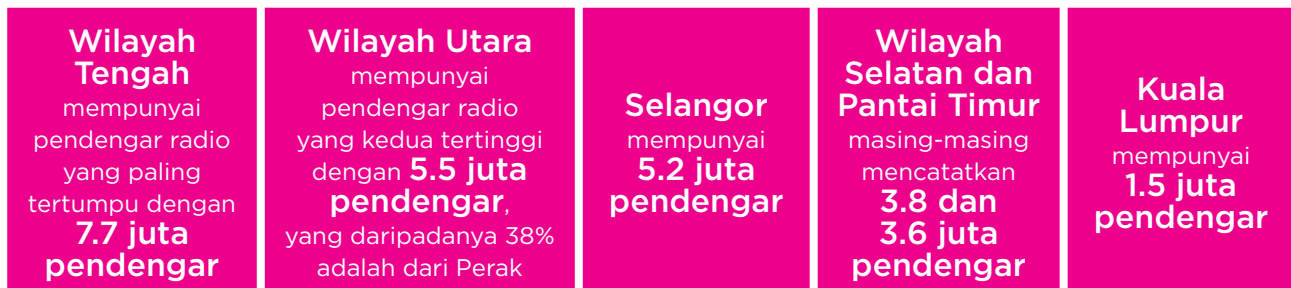 Wilayah
Tengah
mempunyai
pendengar radio
yang paling
tertumpu dengan
7.7 juta
pendengar
Wilayah Utara
mempunyai
pendengar radio
yang kedua tertinggi
dengan 5.5 juta
pendengar,
yang daripadanya 38%
adalah dari Perak
Selangor
mempunyai
5.2 juta
pendengar
Wilayah
Selatan dan
Pantai Timur
masing-masing
mencatatkan
3.8 dan
3.6 juta
pendengar
Kuala
Lumpur
mempunyai
1.5 juta
pendengar